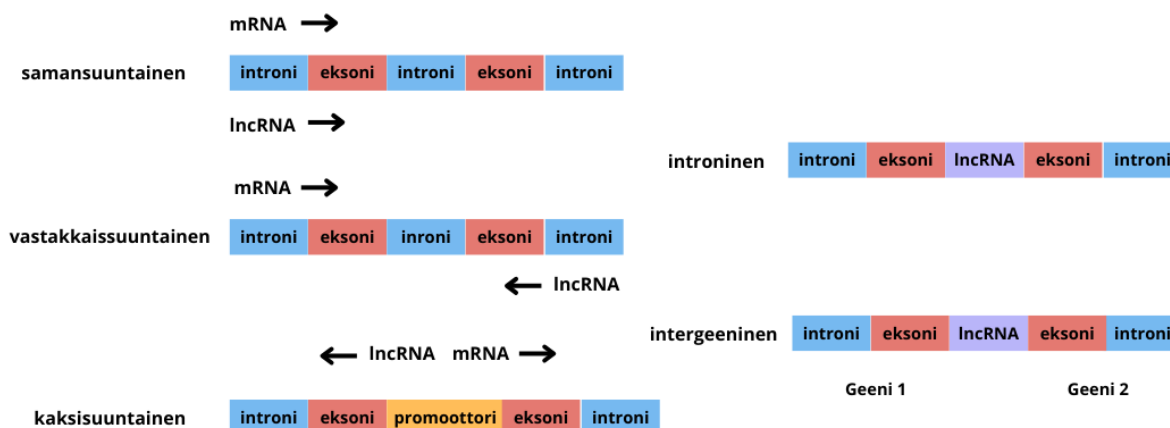 mRNA
samansuuntainen introni eksoni introni eksoni introni
lncRNA
mRNA
vastakkaissuuntainen introni eksoni inroni eksoni introni
lncRNA
lncRNA mRNA
kaksisuuntainen introni eksoni promoottori eksoni introni
introninen introni eksoni lncRNA eksoni introni
intergeeninen introni eksoni lncRNA eksoni introni
Geeni 1 Geeni 2